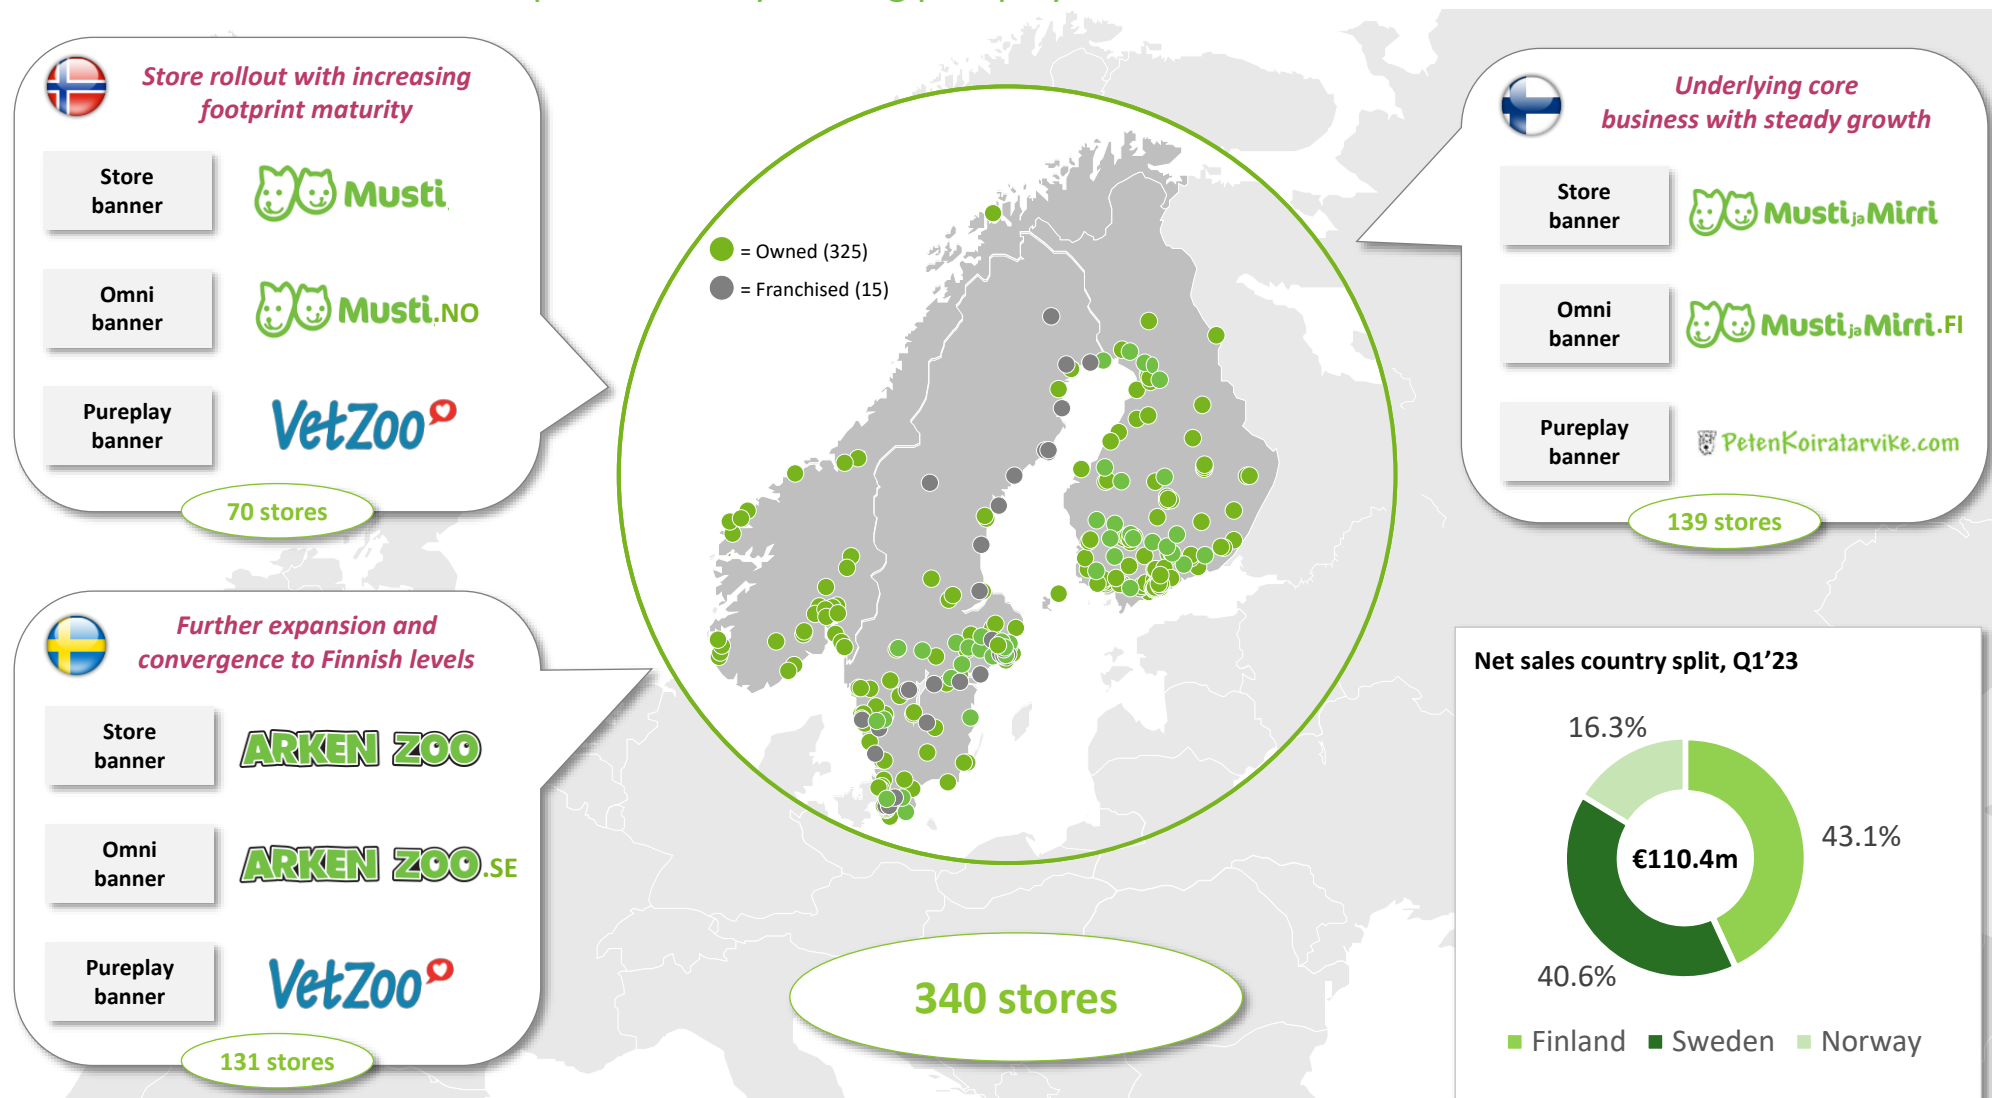 Store rollout with increasing
footprint maturity
Store
banner
Musti
Omni
banner
Musti.NO
Pureplay
banner
VetZoo
70 stores
Further expansion and
convergence to Finnish levels
Store
banner
ARKEN ZOO
Omni
banner
ARKEN ZOO.SE
Pureplay
banner
VetZoo
131 stores
= Owned (325)
= Franchised (15)
340 stores
Underlying core
business with steady growth
Store
banner
Musti ja Mirri
Omni
banner
Musti ja Mirri.FI
Pureplay
banner
PetenKoiratarvike.com
139 stores
Net sales country split, Q1’23
16.3%
43.1%
€110.4m
40.6%
Finland
Sweden
Norway